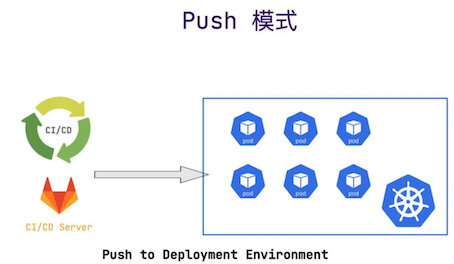 Push 模式
CI/CD
CI/CD Server
pod
pod
pod
pod
pod
pod
Push to Deployment Environment